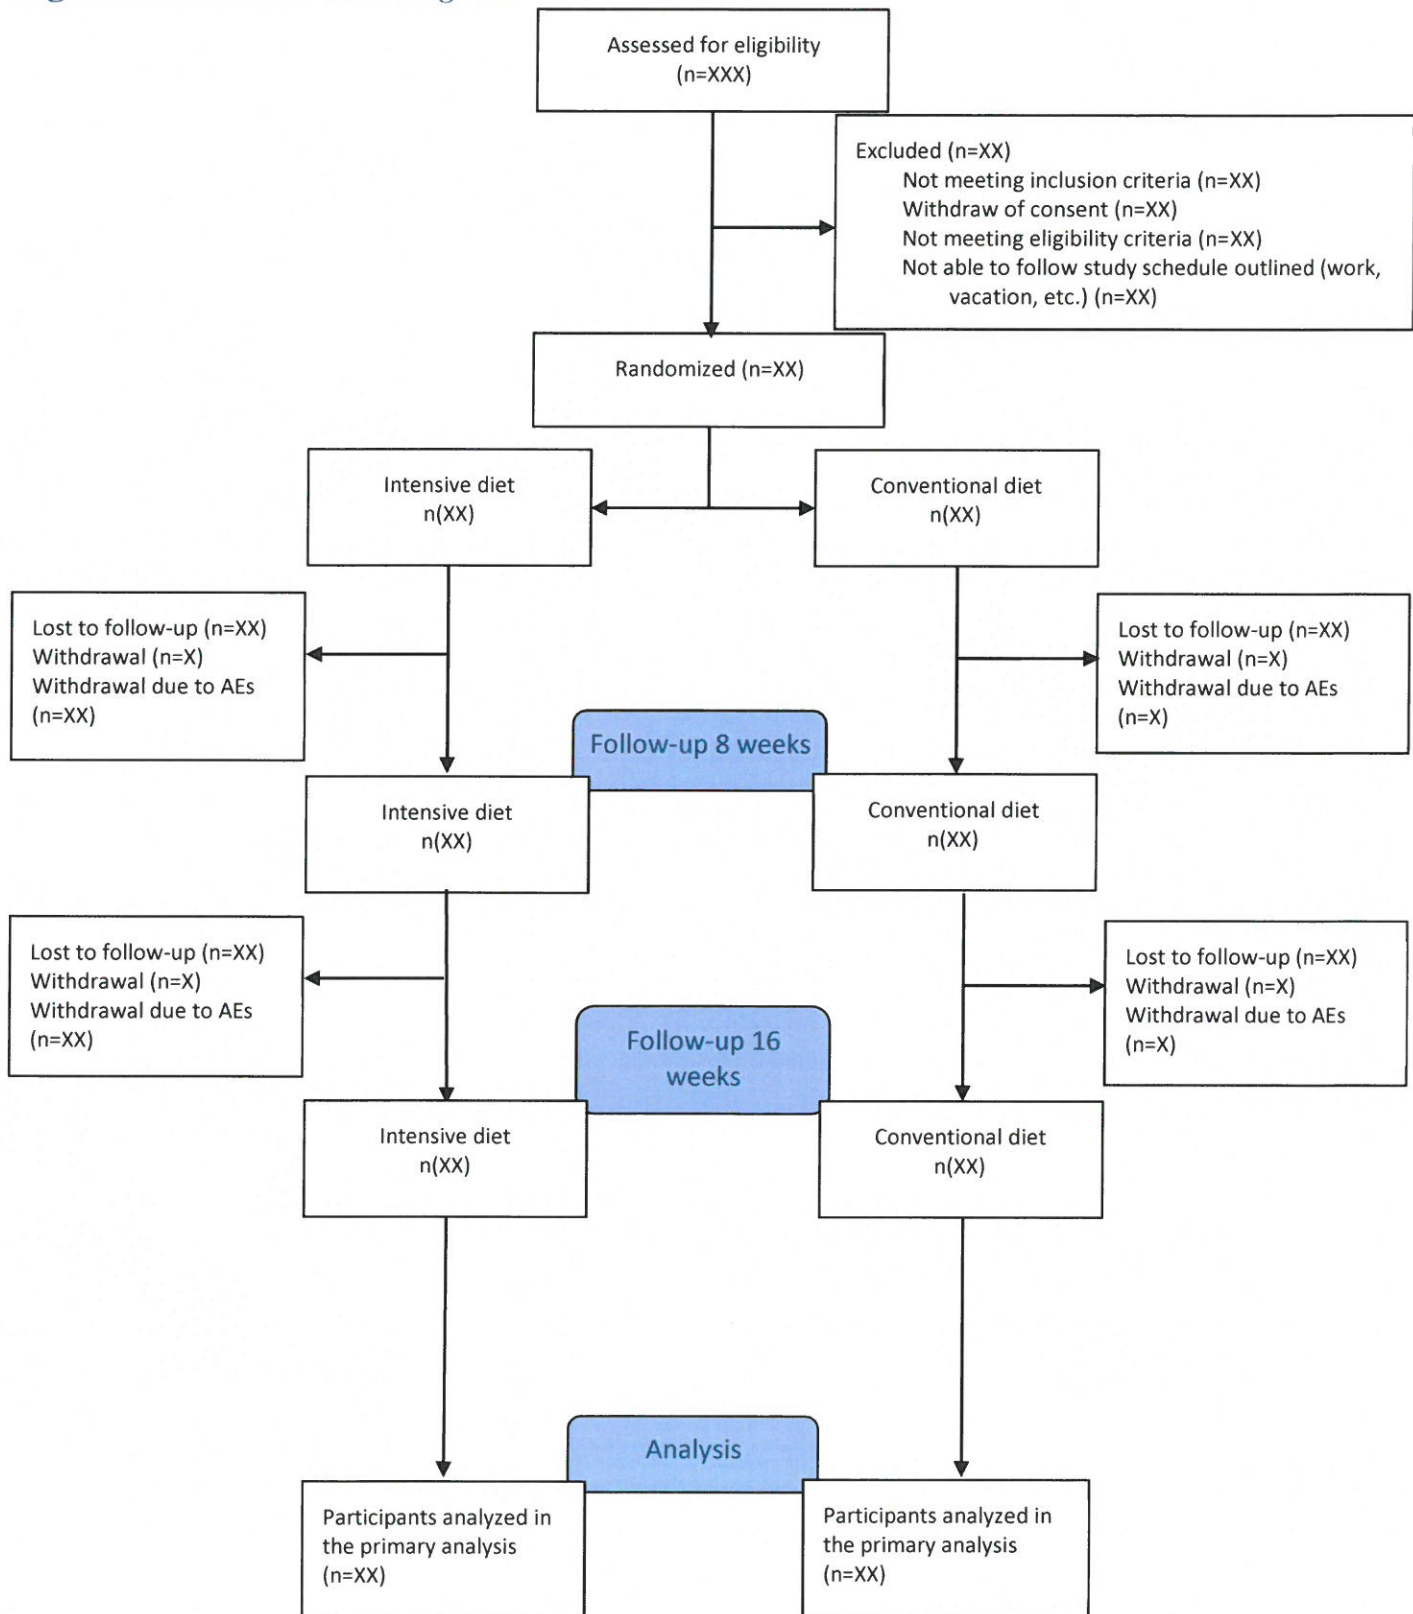 Assessed for eligibility
(n=XXX)
Excluded (n=XX)
Not meeting inclusion criteria (n=XX)
Withdraw of consent (n=XX)
Not meeting eligibility criteria (n=XX)
Not able to follow study schedule outlined (work,
vacation, etc.) (n=XX)
Randomized (n=XX)
Intensive diet
n(XX)
Conventional diet
n(XX)
Lost to follow-up (n=XX)
Withdrawal (n=X)
Withdrawal due to AEs
(n=XX)
Lost to follow-up (n=XX)
Withdrawal (n=X)
Withdrawal due to AEs
(n=X)
Follow-up 8 weeks
Intensive diet
n(XX)
Conventional diet
n(XX)
Lost to follow-up (n=XX)
Withdrawal (n=X)
Withdrawal due to AEs
(n=XX)
Lost to follow-up (n=XX)
Withdrawal (n=X)
Withdrawal due to AEs
(n=X)
Follow-up 16
weeks
Intensive diet
n(XX)
Conventional diet
n(XX)
Analysis
Participants analyzed in
the primary analysis
(n=XX)
Participants analyzed in
the primary analysis
(n=XX)